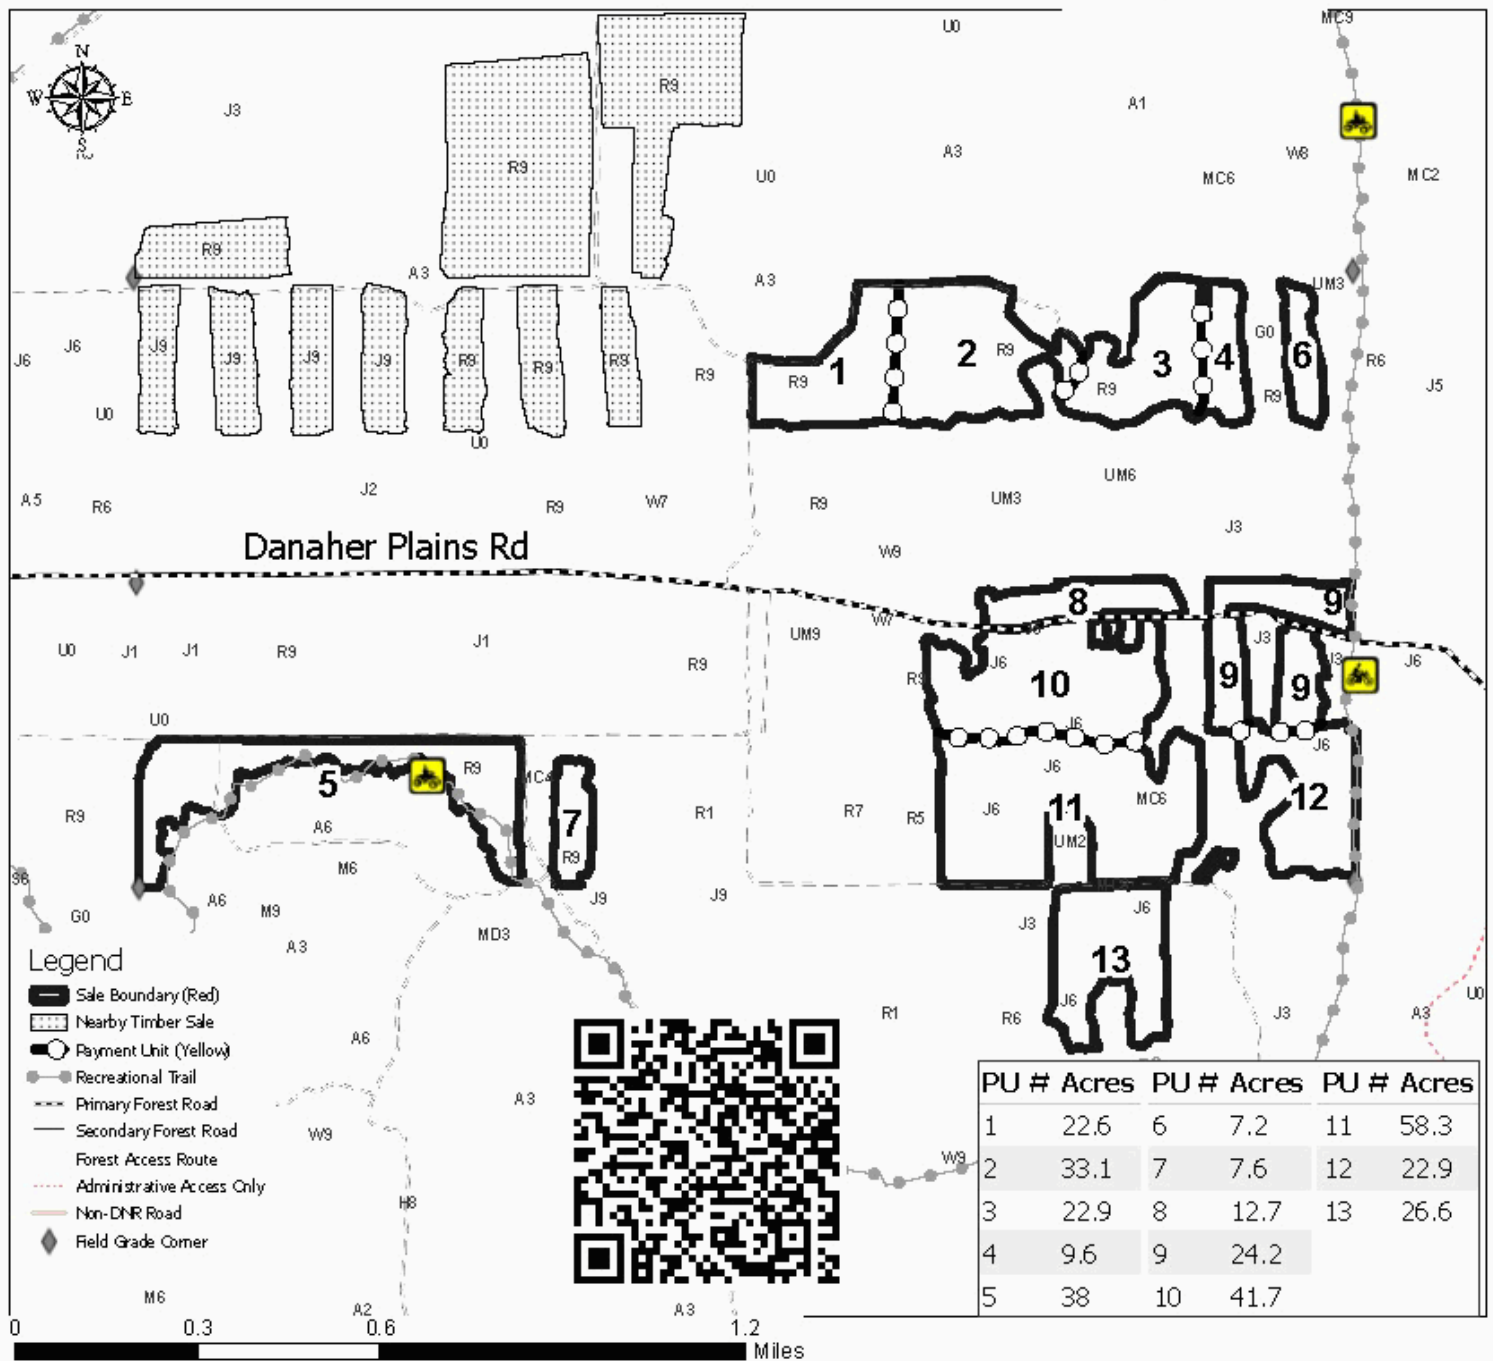 U0
MC9
N
W E
S
J3
R9
A1
R9
A3
W8
U0
MC6
MC2
R9
A3
A3
UM3
J6
J6
J9
J9
J9
J9
R9
R9
R9
R9
R9
1
2
R9
R9
3
4
G0
R9
6
R6
J5
U0
U0
A5
R6
J2
R9
W7
R9
UM3
UM6
J3
W9
Danaher Plains Rd
8
9
W7
UM9
U0
J1
J1
R9
J1
R9
R9
J6
10
J6
9
J3
9
J3
J6
U0
5
R9
MC4
R9
A6
7
R9
R1
R7
R5
J6
J6
11
UM2
MC6
J6
12
M6
A6
M9
G0
A3
MD3
J9
J9
J3
J6
13
J6
R6
R1
J3
A3
U0
Legend
Sale Boundary (Red)
Nearby Timber Sale
Payment Unit (Yellow)
Recreational Trail
Primary Forest Road
Secondary Forest Road
Forest Access Route
Administrative Access Only
Non-DNR Road
Field Grade Corner
A6
A3
W9
H8
W9
M6
A2
A3
PU # Acres PU # Acres PU # Acres
1 22.6 6 7.2 11 58.3
2 33.1 7 7.6 12 22.9
3 22.9 8 12.7 13 26.6
4 9.6 9 24.2
5 38 10 41.7
0 0.3 0.6 1.2
Miles